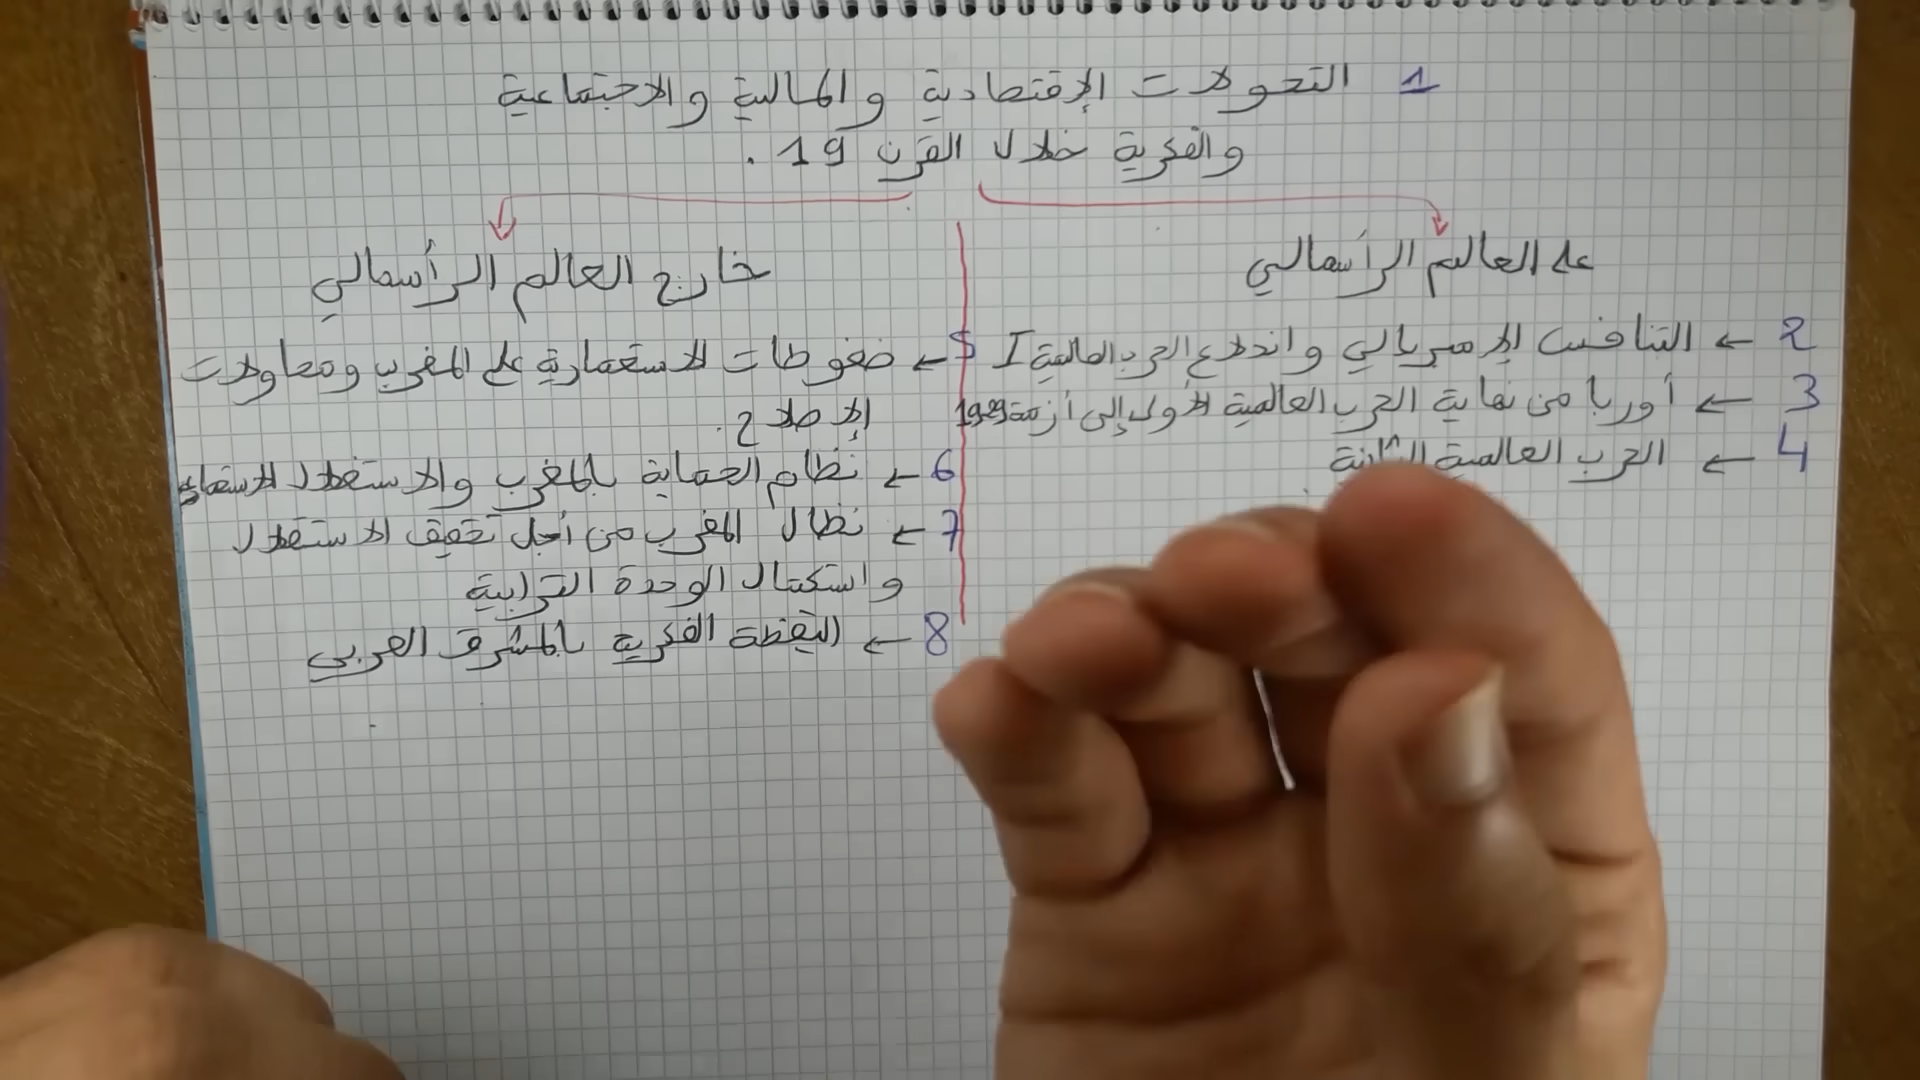 1 التحولات الإقتصادية والمالية والاجتماعية
والفكرية خلال القرن 19 .
على العالم الرأسمالي
2 ← التنافس الإمبريالي واندلاع الحرب العالمية I
3 ← أوربا من نهاية الحرب العالمية الأولى إلى أزمة 1929
4 ← الحرب العالمية الثانية
خارج العالم الرأسمالي
5 ← ضغوطات الاستعمارية على المغرب ومحاولات
الإصلاح .
6 ← نظام الحماية بالمغرب والاستغلال الاستعماري
7 ← نضال المغرب من أجل تحقيق الاستقلال
واستكمال الوحدة الترابية
8 ← اليقظة الفكرية بالمشرق العربي